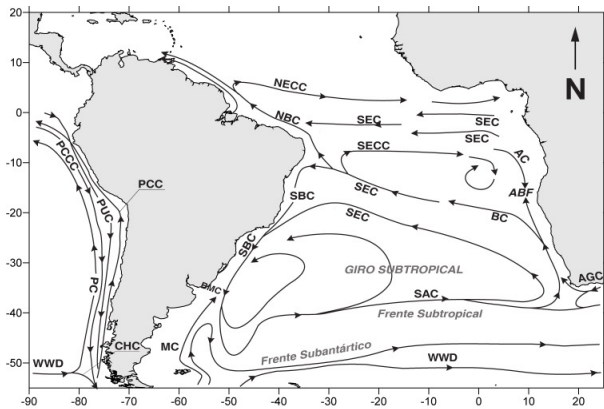 20
10
0
-10
-20
-30
-40
-50
-90 -80 -70 -60 -50 -40 -30 -20 -10 0 10 20
N
NECC
NBC
SEC
SEC
SECC
AC
PCCC
PCC
ABF
PUC
SBC
SEC
SEC
BC
SBC
GIRO SUBTROPICAL
PC
BMC
SAC
AGC
Frente Subtropical
CHC
MC
Frente Subantártico
WWD
WWD